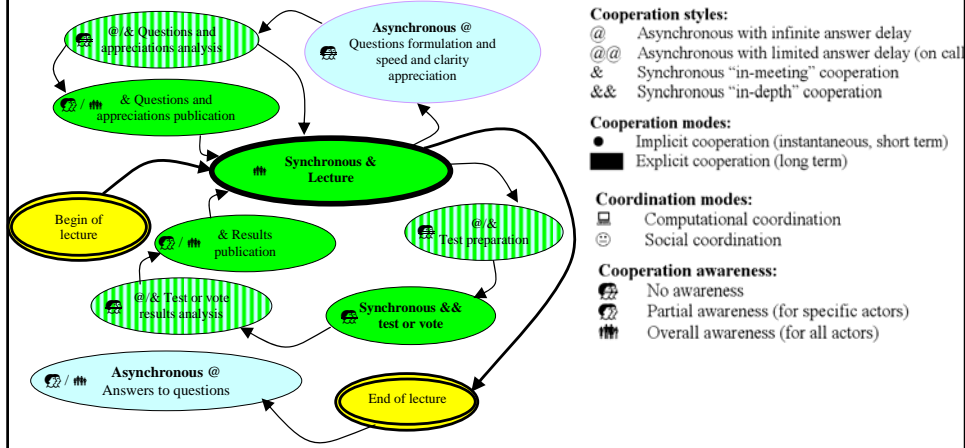 @/& Questions and
appreciations analysis
Asynchronous @
Questions formulation and
speed and clarity
appreciation
/ & Questions and
appreciations publication
Synchronous &
Lecture
Begin of
lecture
@/&
Test preparation
/ & Results
publication
@/& Test or vote
results analysis
Synchronous &&
test or vote
/ Asynchronous @
Answers to questions
End of lecture
Cooperation styles:
@ Asynchronous with infinite answer delay
@@ Asynchronous with limited answer delay (on call
& Synchronous “in-meeting” cooperation
&& Synchronous “in-depth” cooperation
Cooperation modes:
Implicit cooperation (instantaneous, short term)
Explicit cooperation (long term)
Coordination modes:
Computational coordination
Social coordination
Cooperation awareness:
No awareness
Partial awareness (for specific actors)
Overall awareness (for all actors)